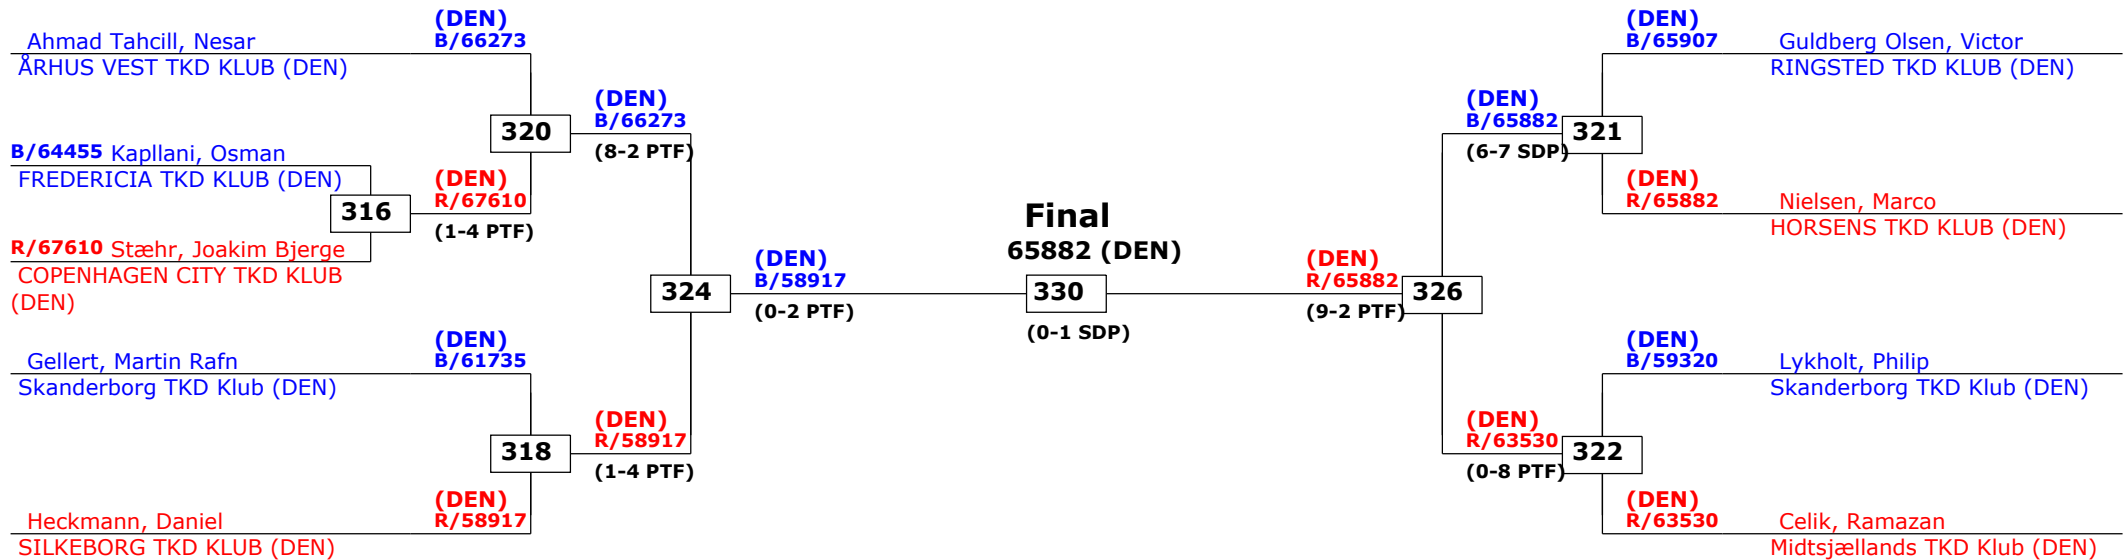 (DEN)
B/66273
Ahmad Tahcill, Nesar
ÅRHUS VEST TKD KLUB (DEN)
320
(DEN)
B/66273
(8-2 PTF)
B/64455 Kapllani, Osman
FREDERICIA TKD KLUB (DEN)
316
(DEN)
R/67610
(1-4 PTF)
R/67610 Stæhr, Joakim Bjerge
COPENHAGEN CITY TKD KLUB
(DEN)
324
(DEN)
B/58917
(0-2 PTF)
(DEN)
B/61735
Gellert, Martin Rafn
Skanderborg TKD Klub (DEN)
318
(DEN)
R/58917
(1-4 PTF)
(DEN)
R/58917
Heckmann, Daniel
SILKEBORG TKD KLUB (DEN)
Final
65882 (DEN)
330
(0-1 SDP)
(DEN)
R/65882
(9-2 PTF)
326
(DEN)
B/65907
Guldberg Olsen, Victor
RINGSTED TKD KLUB (DEN)
(DEN)
B/65882
(6-7 SDP)
321
(DEN)
R/65882
Nielsen, Marco
HORSENS TKD KLUB (DEN)
(DEN)
B/59320
Lykholt, Philip
Skanderborg TKD Klub (DEN)
(DEN)
R/63530
(0-8 PTF)
322
(DEN)
R/63530
Celik, Ramazan
Midtsjællands TKD Klub (DEN)